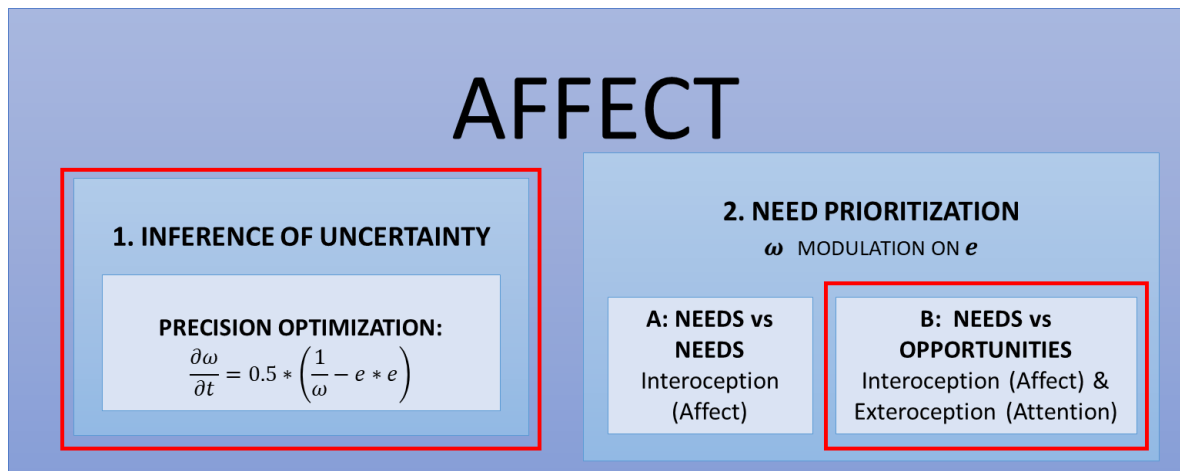 AFFECT
1. INFERENCE OF UNCERTAINTY
PRECISION OPTIMIZATION:
∂ω/∂t = 0.5 * (1/ω − e * e)
2. NEED PRIORITIZATION
ω MODULATION ON e
A: NEEDS vs
NEEDS
Interoception
(Affect)
B: NEEDS vs
OPPORTUNITIES
Interoception (Affect) &
Exteroception (Attention)